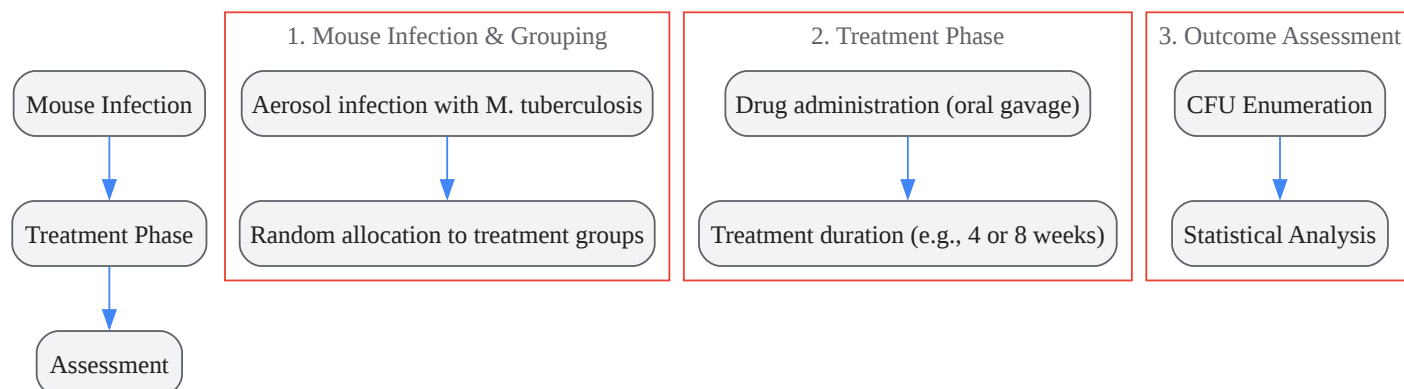 Mouse Infection
Treatment Phase
Assessment
1. Mouse Infection & Grouping
Aerosol infection with M. tuberculosis
Random allocation to treatment groups
2. Treatment Phase
Drug administration (oral gavage)
Treatment duration (e.g., 4 or 8 weeks)
3. Outcome Assessment
CFU Enumeration
Statistical Analysis